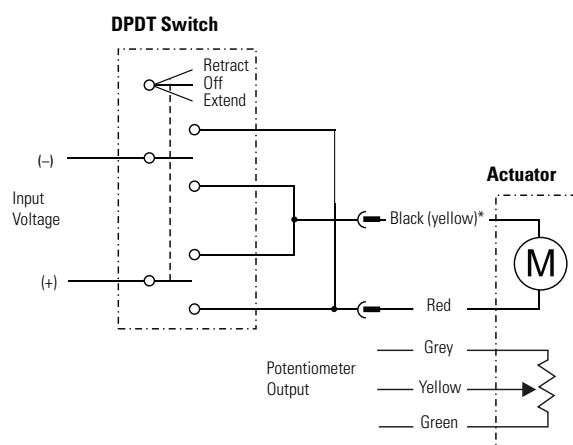 DPDT Switch
Retract
Off
Extend
(–)
Input
Voltage
(+)
Actuator
Black (yellow)*
M
Red
Grey
Potentiometer
Output
Yellow
Green